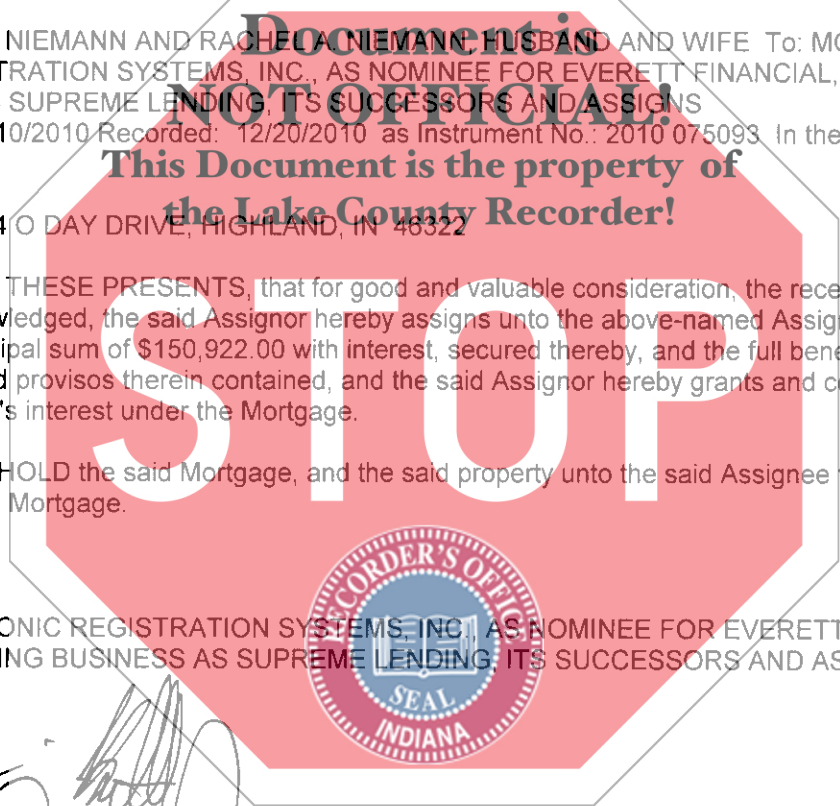 Document is
NIEMANN AND RACHEL A. NIEMANN, HUSBAND AND WIFE To: MO
TRATION SYSTEMS, INC., AS NOMINEE FOR EVERETT FINANCIAL,
SUPREME LENDING, ITS SUCCESSORS AND ASSIGNS
NOT OFFICIAL!
10/2010 Recorded: 12/20/2010 as Instrument No.: 2010 075093 In the
This Document is the property of
the Lake County Recorder!
4 O DAY DRIVE, HIGHLAND, IN 46322
THESE PRESENTS, that for good and valuable consideration, the rece
wledged, the said Assignor hereby assigns unto the above-named Assig
ipal sum of $150,922.00 with interest, secured thereby, and the full bene
d provisos therein contained, and the said Assignor hereby grants and c
's interest under the Mortgage.
STOP
HOLD the said Mortgage, and the said property unto the said Assignee
Mortgage.
RECORDER'S OFFICE
SEAL
INDIANA
ONIC REGISTRATION SYSTEMS, INC., AS NOMINEE FOR EVERETT
ING BUSINESS AS SUPREME LENDING, ITS SUCCESSORS AND AS